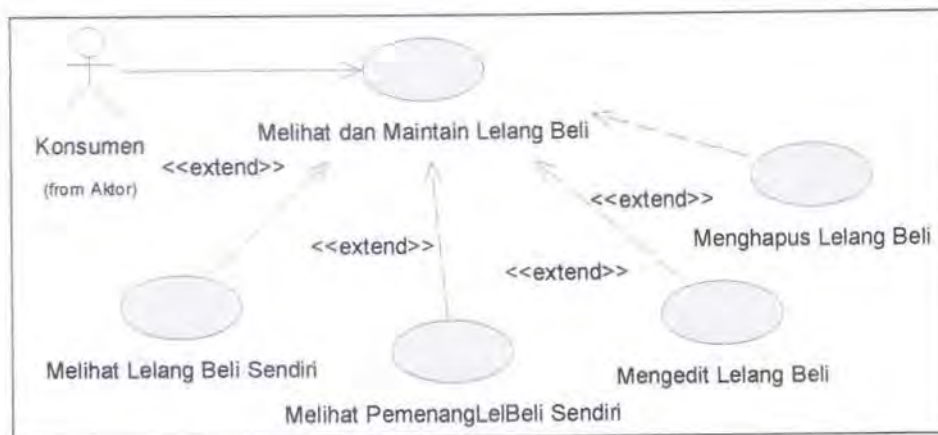 Melihat dan Maintain Lelang Beli
Konsumen
(from Aktor)
<<extend>>
<<extend>>
<<extend>>
<<extend>>
Menghapus Lelang Beli
Melihat Lelang Beli Sendiri
Melihat PemenangLelBeli Sendiri
Mengedit Lelang Beli